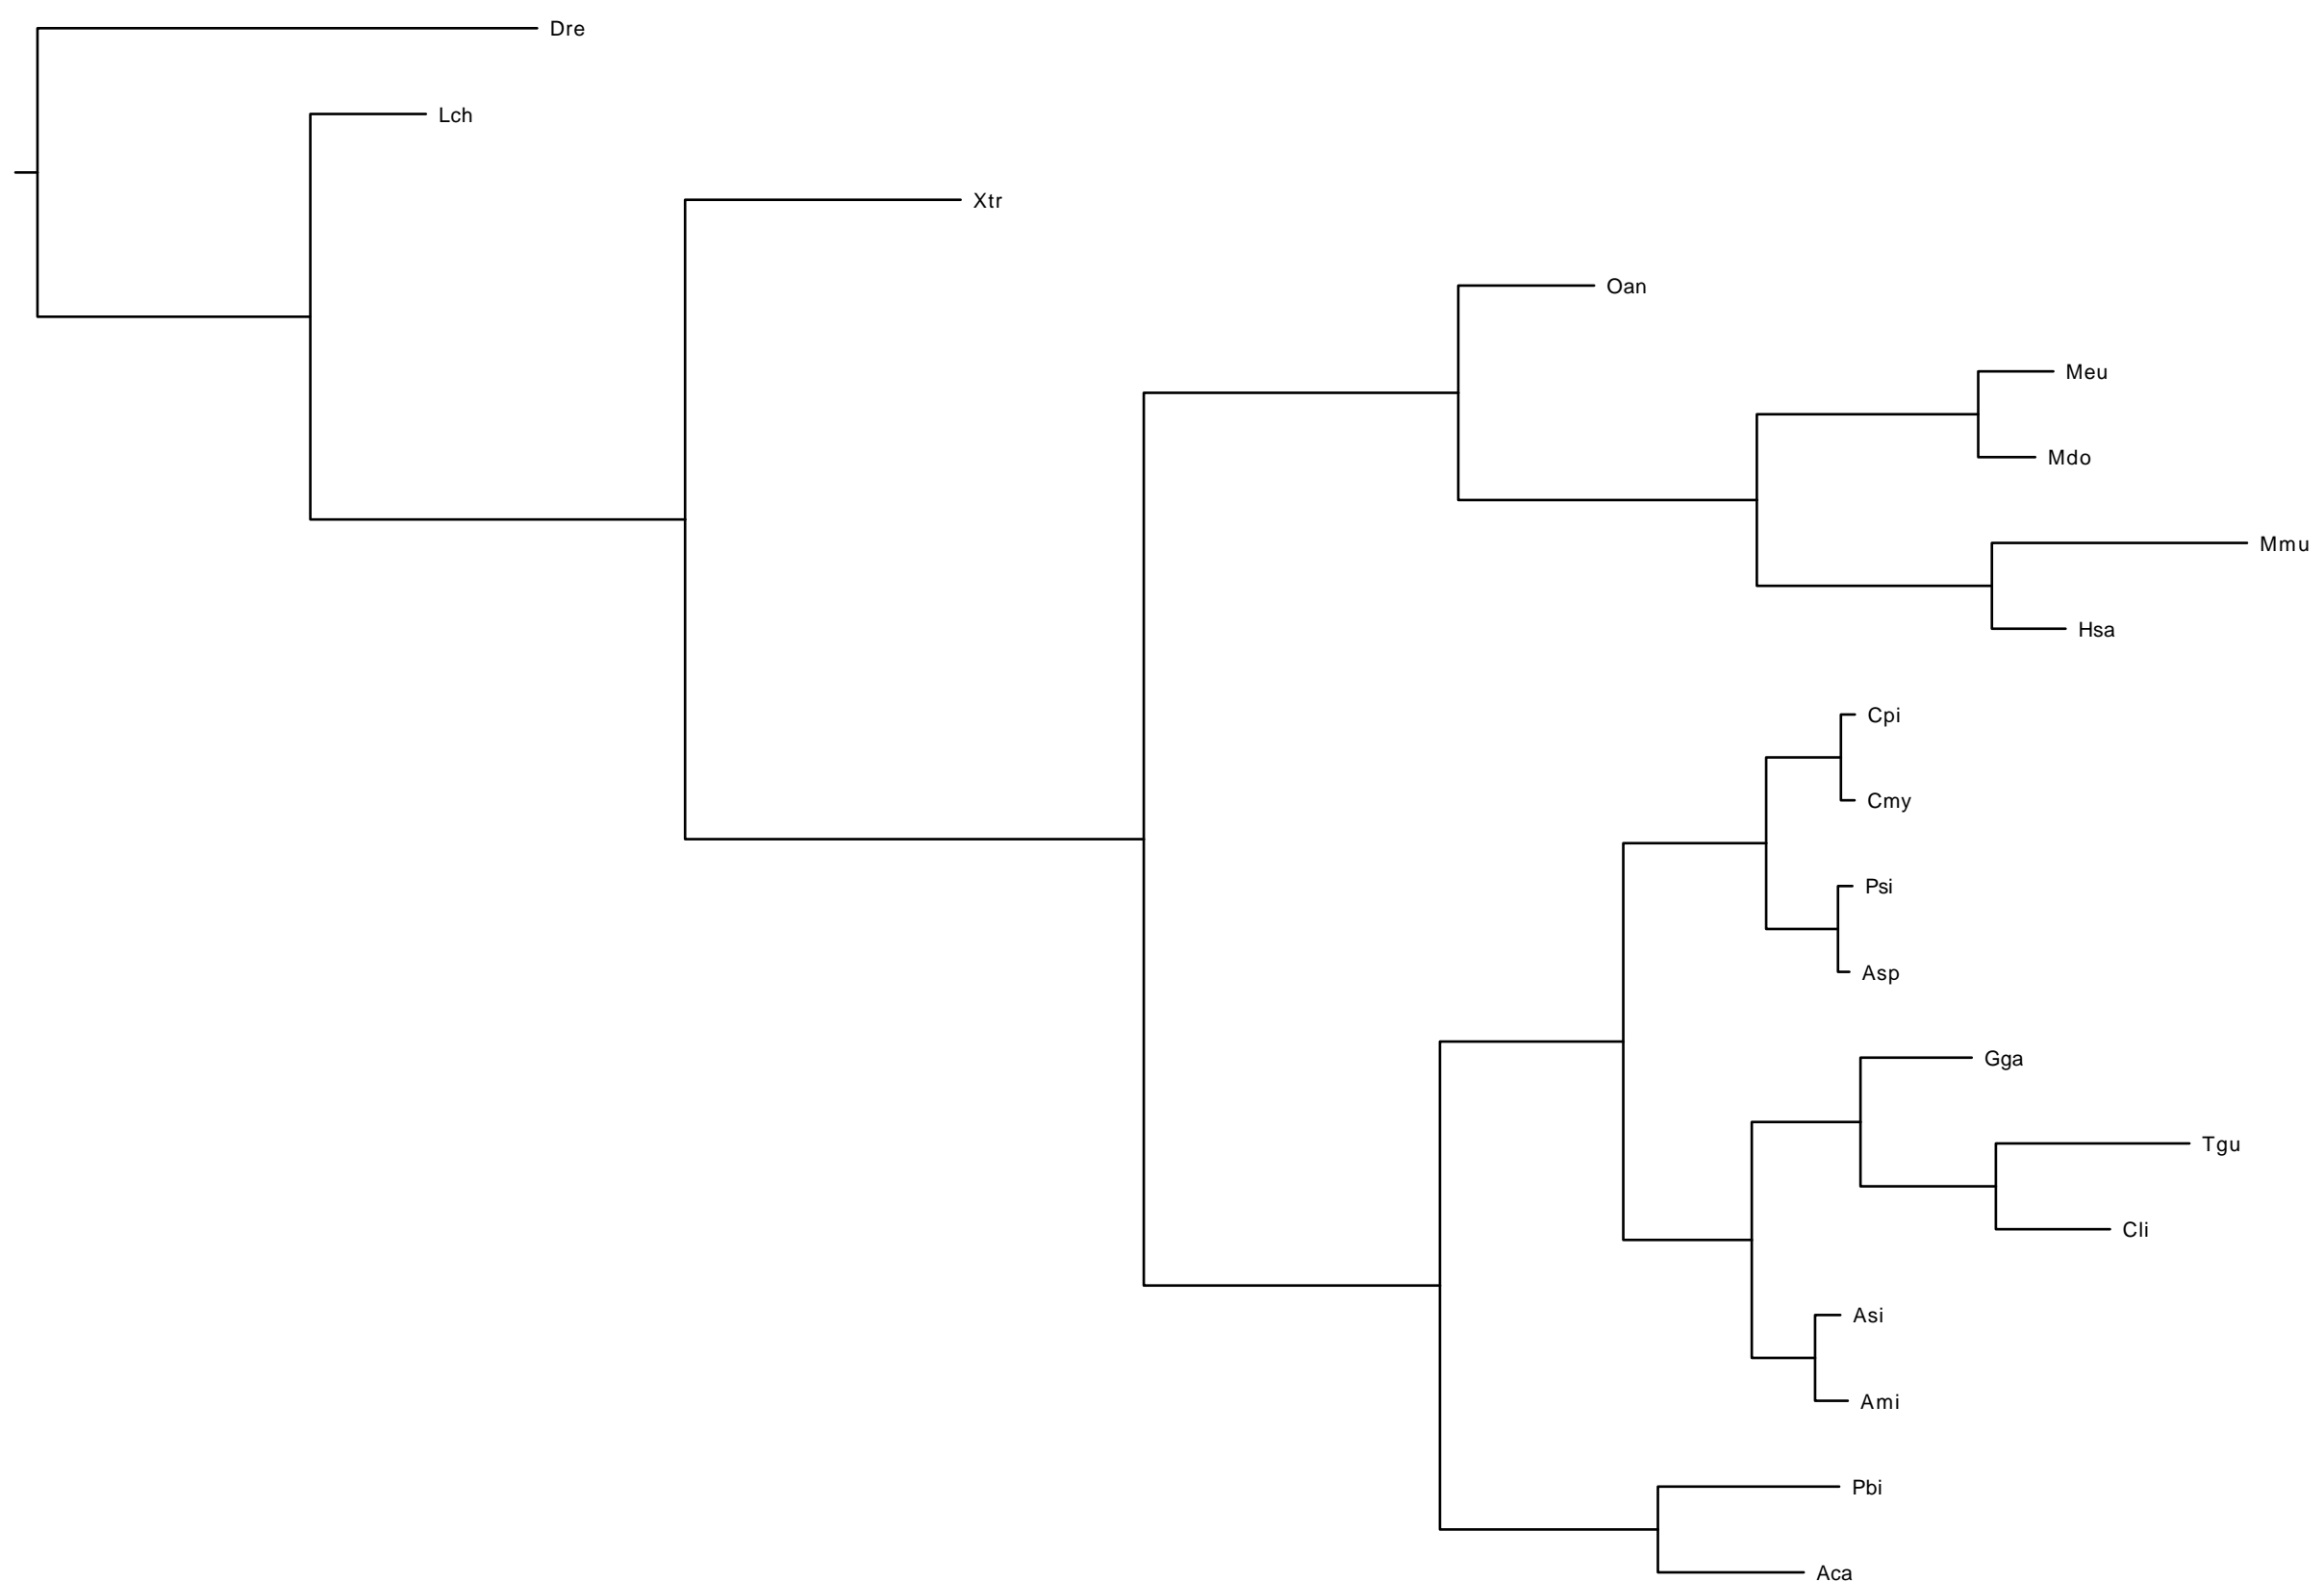 Dre
Lch
Xtr
Oan
Meu
Mdo
Mmu
Hsa
Cpi
Cmy
Psi
Asp
Gga
Tgu
Cli
Asi
Ami
Pbi
Aca